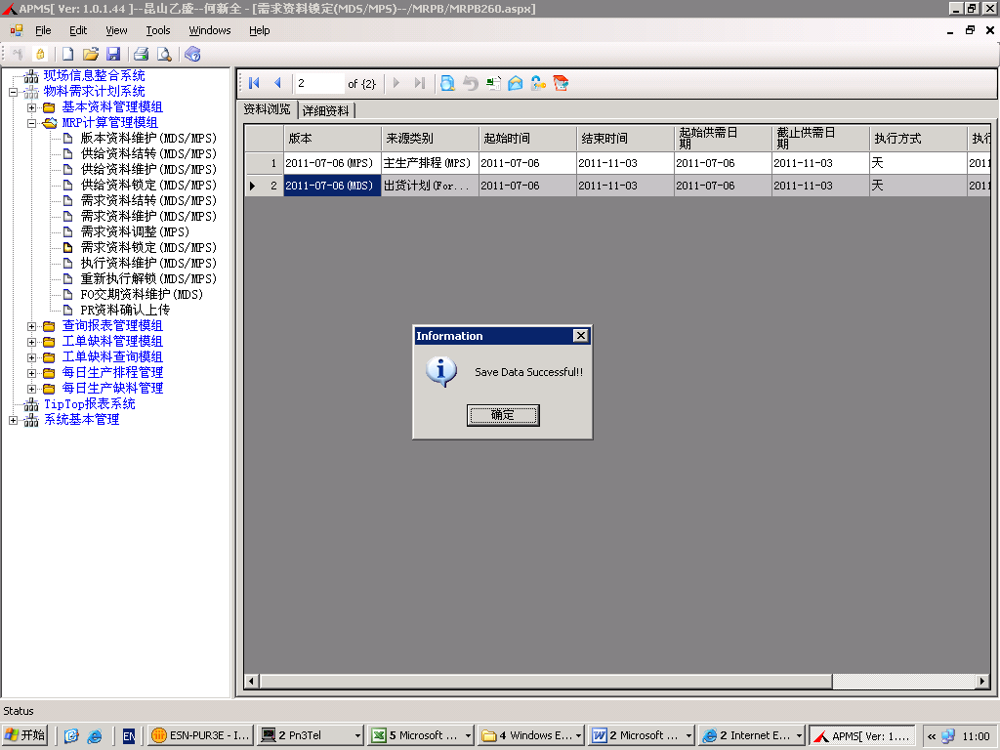 APMS[ Ver: 1.0.1.44 ]--昆山乙盛--何新全 - [需求资料锁定(MDS/MPS)--/MRPB/MRPB260.aspx]
File Edit View Tools Windows Help
2 of {2}
现场信息整合系统
物料需求计划系统
基本资料管理模组
MRP计算管理模组
版本资料维护(MDS/MPS)
供给资料结转(MDS/MPS)
供给资料维护(MDS/MPS)
供给资料锁定(MDS/MPS)
需求资料结转(MDS/MPS)
需求资料维护(MDS/MPS)
需求资料调整(MPS)
需求资料锁定(MDS/MPS)
执行资料维护(MDS/MPS)
重新执行解锁(MDS/MPS)
FO交期资料维护(MDS)
PR资料确认上传
查询报表管理模组
工单缺料管理模组
工单缺料查询模组
每日生产排程管理
每日生产缺料管理
TipTop报表系统
系统基本管理
资料浏览 详细资料
版本 来源类别 起始时间 结束时间 起始供需日期 截止供需日期 执行方式 执行
1 2011-07-06(MPS) 主生产排程(MPS) 2011-07-06 2011-11-03 2011-07-06 2011-11-03 天 2011
2 2011-07-06(MDS) 出货计划(For... 2011-07-06 2011-11-03 2011-07-06 2011-11-03 天 2011
Information
Save Data Successful!!
确定
Status
开始 EN ESN-PUR3E - I... 2 Pn3Tel 5 Microsoft ... 4 Windows E... 2 Microsoft ... 2 Internet E... APMS[ Ver: 1.... « 11:00